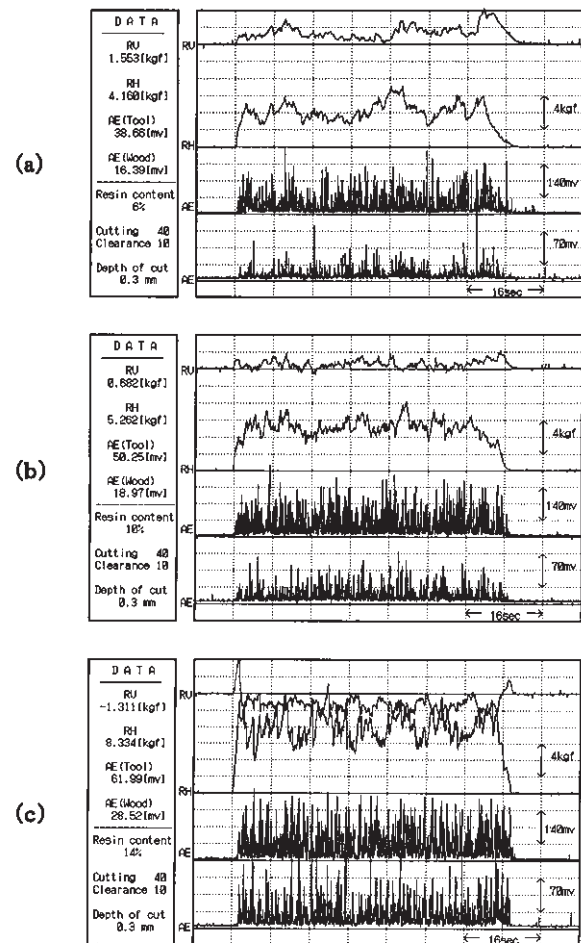 (a)
DATA
RV
1.553[kgf]
RH
4.160[kgf]
AE(Tool)
38.66[mv]
AE(Wood)
16.39[mv]
Resin content
6%
Cutting 40
Clearance 10
Depth of cut
0.3 mm
RV
RH
AE
AE
4kgf
140mv
70mv
16sec
(b)
DATA
RV
0.682[kgf]
RH
5.262[kgf]
AE(Tool)
50.25[mv]
AE(Wood)
18.97[mv]
Resin content
10%
Cutting 40
Clearance 10
Depth of cut
0.3 mm
RV
RH
AE
AE
4kgf
140mv
70mv
16sec
(c)
DATA
RV
-1.311[kgf]
RH
8.334[kgf]
AE(Tool)
61.99[mv]
AE(Wood)
28.52[mv]
Resin content
14%
Cutting 40
Clearance 10
Depth of cut
0.3 mm
RV
RH
AE
AE
4kgf
140mv
70mv
16sec